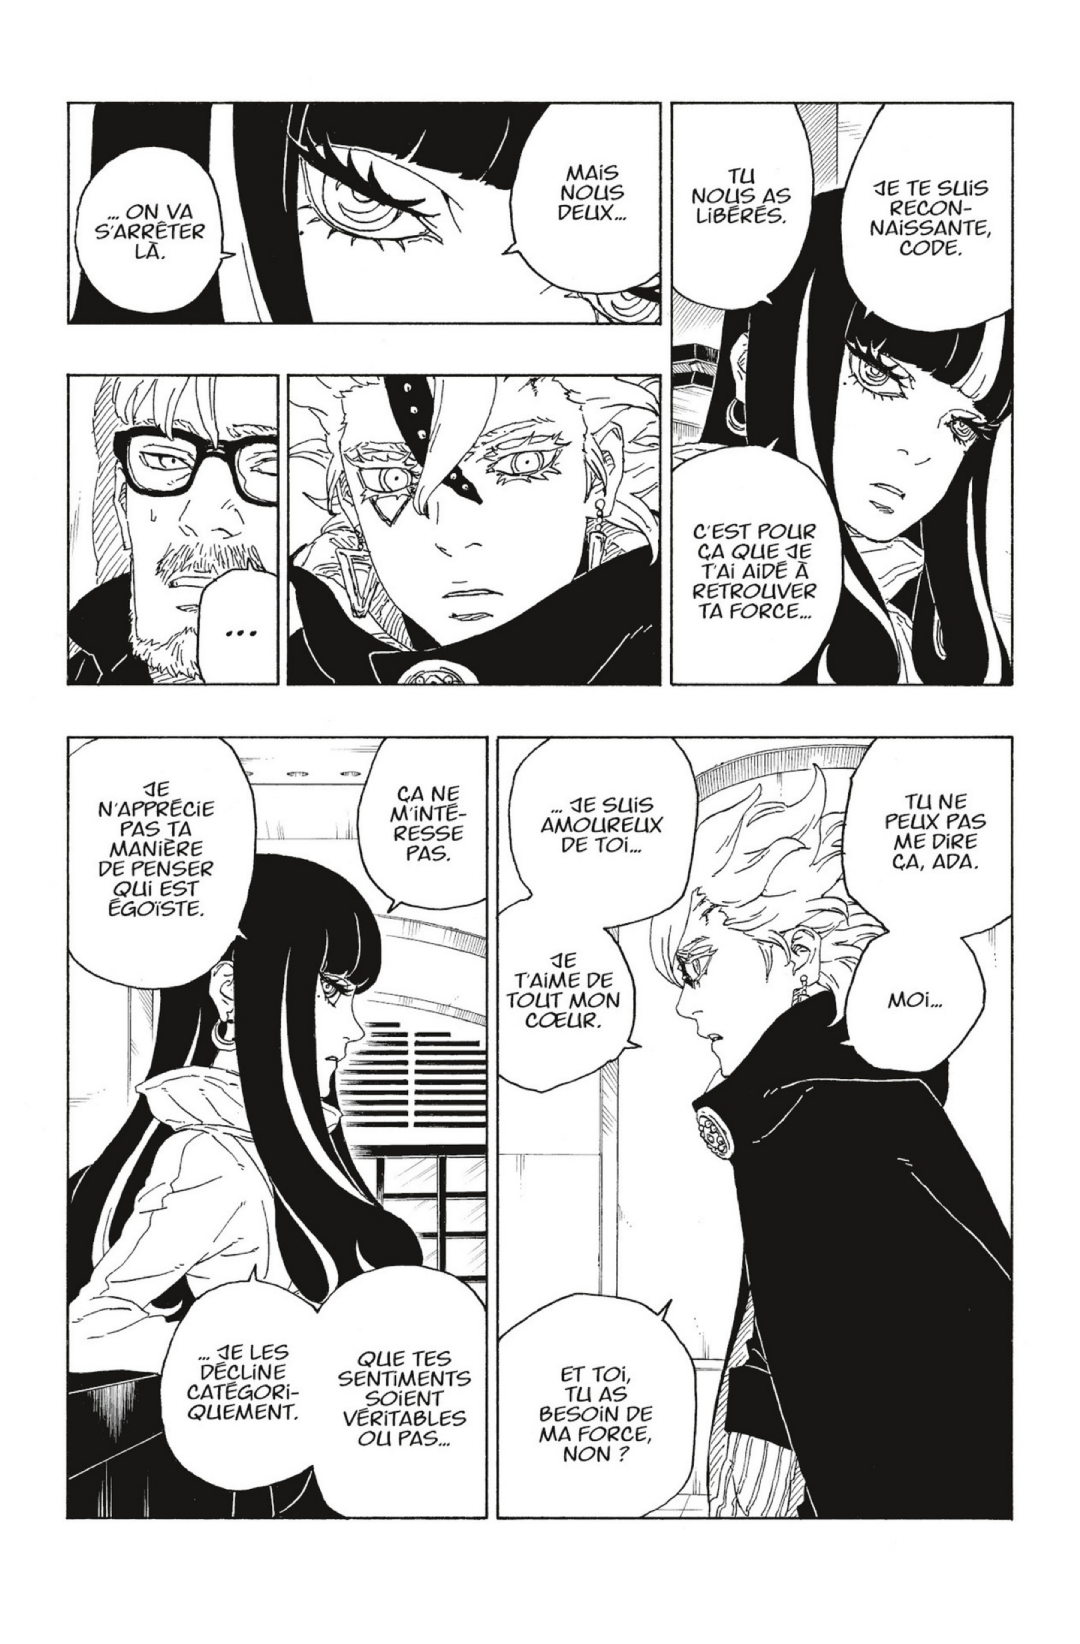 JE TE SUIS
RECON-
NAISSANTE,
CODE.
TU
NOUS AS
LIBÉRÉS.
C'EST POUR
ÇA QUE JE
T'AI AIDÉ À
RETROUVER
TA FORCE...
MAIS
NOUS
DEUX...
... ON VA
S'ARRÊTER
LÀ.
...
TU NE
PEUX PAS
ME DIRE
ÇA, ADA.
MOI...
... JE SUIS
AMOUREUX
DE TOI...
JE
T'AIME DE
TOUT MON
CŒUR.
ET TOI,
TU AS
BESOIN DE
MA FORCE,
NON ?
ÇA NE
M'INTÉ-
RESSE
PAS.
JE
N'APPRÉCIE
PAS TA
MANIÈRE
DE PENSER
QUI EST
ÉGOÏSTE.
QUE TES
SENTIMENTS
SOIENT
VÉRITABLES
OU PAS...
... JE LES
DÉCLINE
CATÉGORI-
QUEMENT.